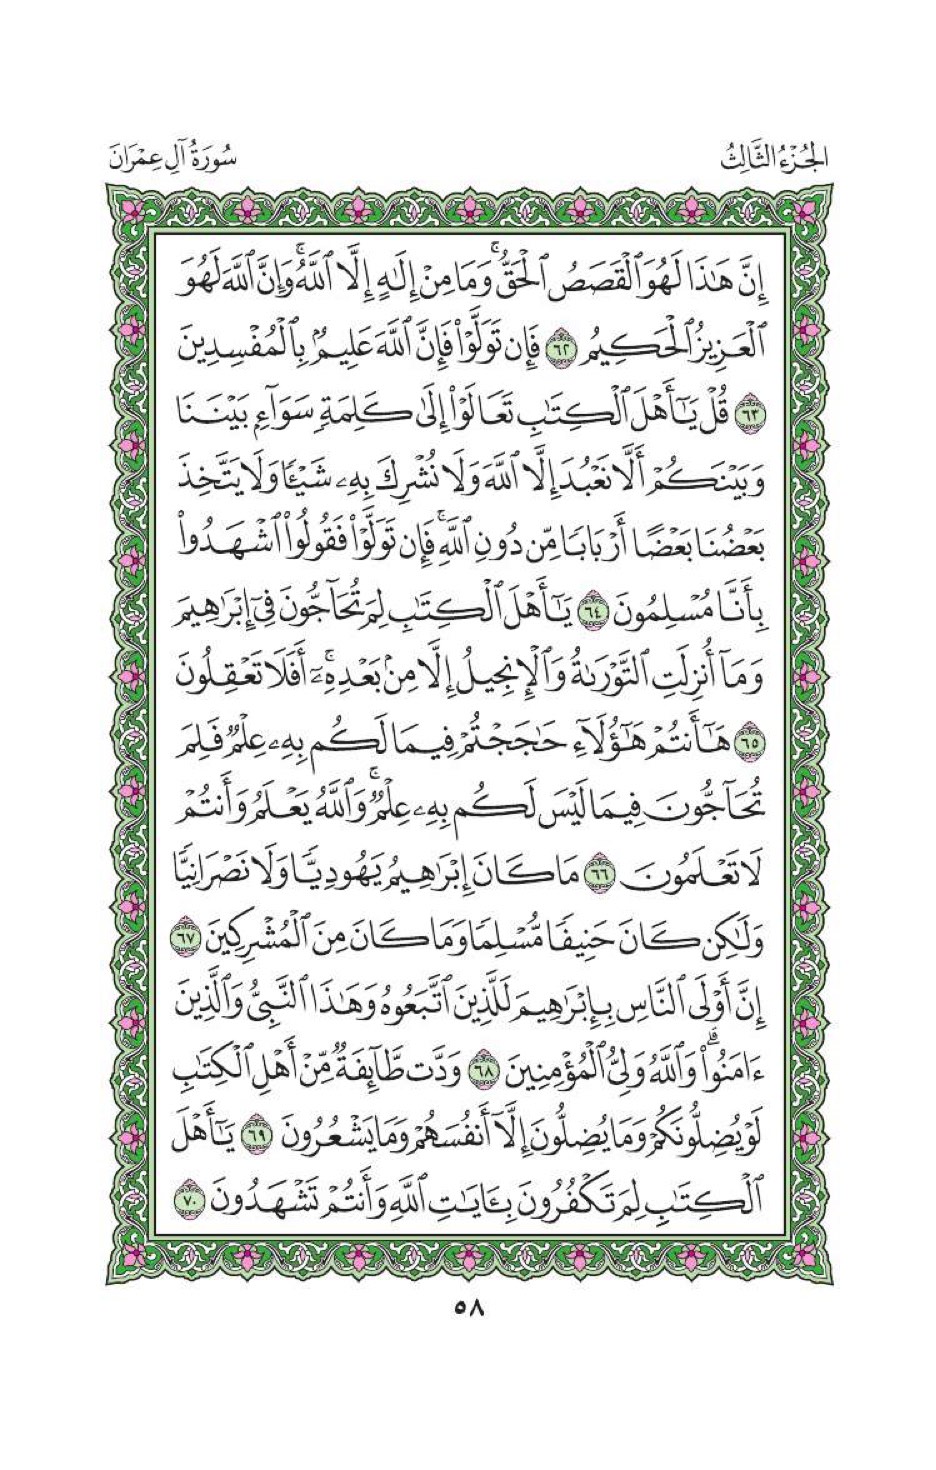 الجُزْءُ الثَّالِثُ
سُورَةُ آلِ عِمْرَانَ
إِنَّ هَٰذَا لَهُوَ ٱلْقَصَصُ ٱلْحَقُّ ۚ وَمَا مِنْ إِلَٰهٍ إِلَّا ٱللَّهُ ۚ وَإِنَّ ٱللَّهَ لَهُوَ
ٱلْعَزِيزُ ٱلْحَكِيمُ ٦٢ فَإِن تَوَلَّوْا۟ فَإِنَّ ٱللَّهَ عَلِيمٌۢ بِٱلْمُفْسِدِينَ
٦٣ قُلْ يَٰٓأَهْلَ ٱلْكِتَٰبِ تَعَالَوْا۟ إِلَىٰ كَلِمَةٍ سَوَآءٍۭ بَيْنَنَا
وَبَيْنَكُمْ أَلَّا نَعْبُدَ إِلَّا ٱللَّهَ وَلَا نُشْرِكَ بِهِۦ شَيْـًٔا وَلَا يَتَّخِذَ
بَعْضُنَا بَعْضًا أَرْبَابًا مِّن دُونِ ٱللَّهِ ۚ فَإِن تَوَلَّوْا۟ فَقُولُوا۟ ٱشْهَدُوا۟
بِأَنَّا مُسْلِمُونَ ٦٤ يَٰٓأَهْلَ ٱلْكِتَٰبِ لِمَ تُحَآجُّونَ فِىٓ إِبْرَٰهِيمَ
وَمَآ أُنزِلَتِ ٱلتَّوْرَىٰةُ وَٱلْإِنجِيلُ إِلَّا مِنۢ بَعْدِهِۦٓ ۚ أَفَلَا تَعْقِلُونَ
٦٥ هَٰٓأَنتُمْ هَٰٓؤُلَآءِ حَٰجَجْتُمْ فِيمَا لَكُم بِهِۦ عِلْمٌ فَلِمَ
تُحَآجُّونَ فِيمَا لَيْسَ لَكُم بِهِۦ عِلْمٌ ۚ وَٱللَّهُ يَعْلَمُ وَأَنتُمْ
لَا تَعْلَمُونَ ٦٦ مَا كَانَ إِبْرَٰهِيمُ يَهُودِيًّا وَلَا نَصْرَانِيًّا
وَلَٰكِن كَانَ حَنِيفًا مُّسْلِمًا وَمَا كَانَ مِنَ ٱلْمُشْرِكِينَ ٦٧
إِنَّ أَوْلَى ٱلنَّاسِ بِإِبْرَٰهِيمَ لَلَّذِينَ ٱتَّبَعُوهُ وَهَٰذَا ٱلنَّبِىُّ وَٱلَّذِينَ
ءَامَنُوا۟ ۗ وَٱللَّهُ وَلِىُّ ٱلْمُؤْمِنِينَ ٦٨ وَدَّت طَّآئِفَةٌ مِّنْ أَهْلِ ٱلْكِتَٰبِ
لَوْ يُضِلُّونَكُمْ وَمَا يُضِلُّونَ إِلَّآ أَنفُسَهُمْ وَمَا يَشْعُرُونَ ٦٩ يَٰٓأَهْلَ
ٱلْكِتَٰبِ لِمَ تَكْفُرُونَ بِـَٔايَٰتِ ٱللَّهِ وَأَنتُمْ تَشْهَدُونَ ٧٠
٥٨